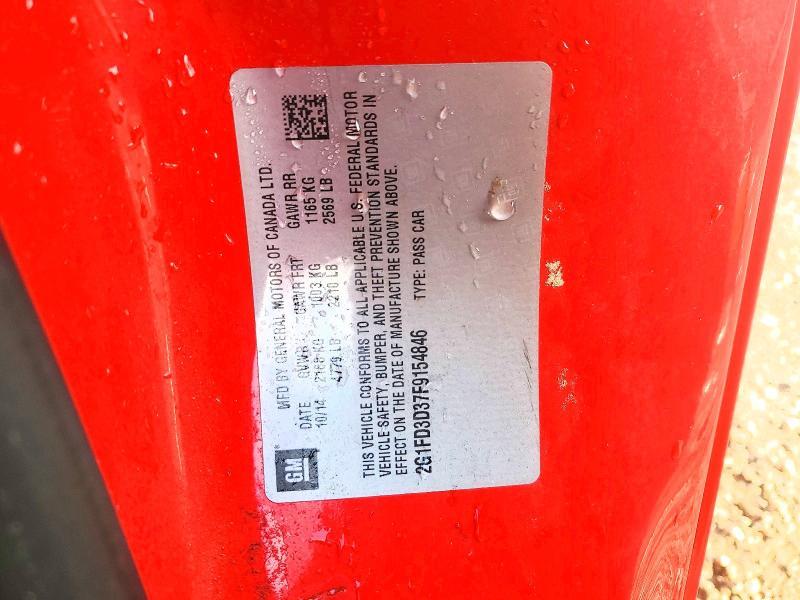 GM
MFD BY GENERAL MOTORS OF CANADA LTD.
DATE GVWR GAWR FRT GAWR RR
10/14 2168 KG 1003 KG 1165 KG
4779 LB 2210 LB 2569 LB
THIS VEHICLE CONFORMS TO ALL APPLICABLE U.S. FEDERAL MOTOR
VEHICLE SAFETY, BUMPER, AND THEFT PREVENTION STANDARDS IN
EFFECT ON THE DATE OF MANUFACTURE SHOWN ABOVE.
2G1FD3D37F9154846 TYPE: PASS CAR